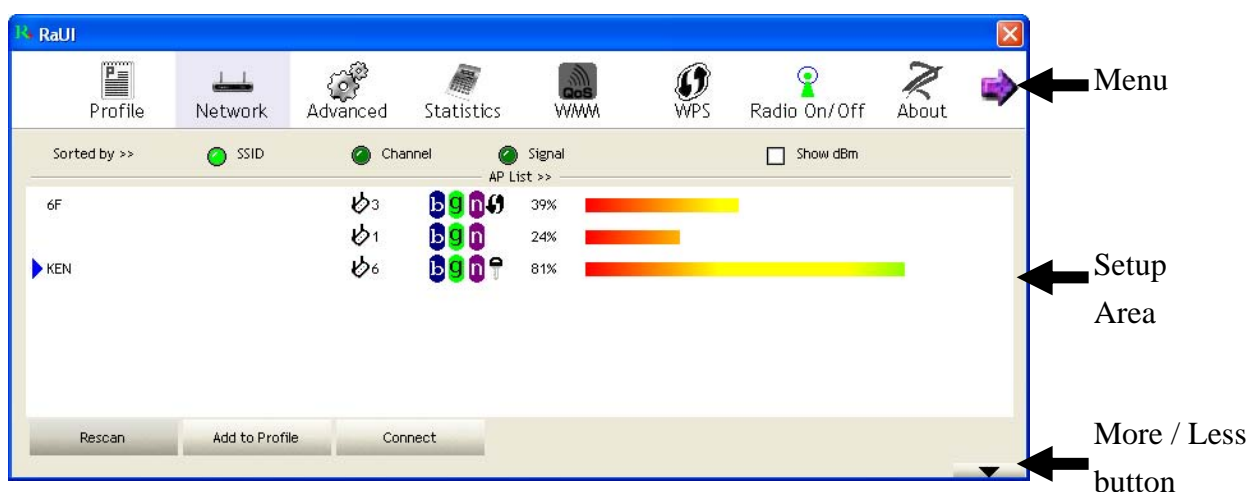 RaUI
Profile Network Advanced Statistics QoS WMM WPS Radio On/Off About
Menu
Sorted by >> SSID Channel Signal Show dBm
AP List >>
6F 3 b g n 39%
1 b g n 24%
KEN 6 b g n 81%
Setup
Area
Rescan Add to Profile Connect
More / Less
button